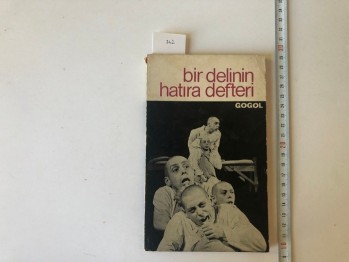 bir delinin
hatıra defteri
GOGOL